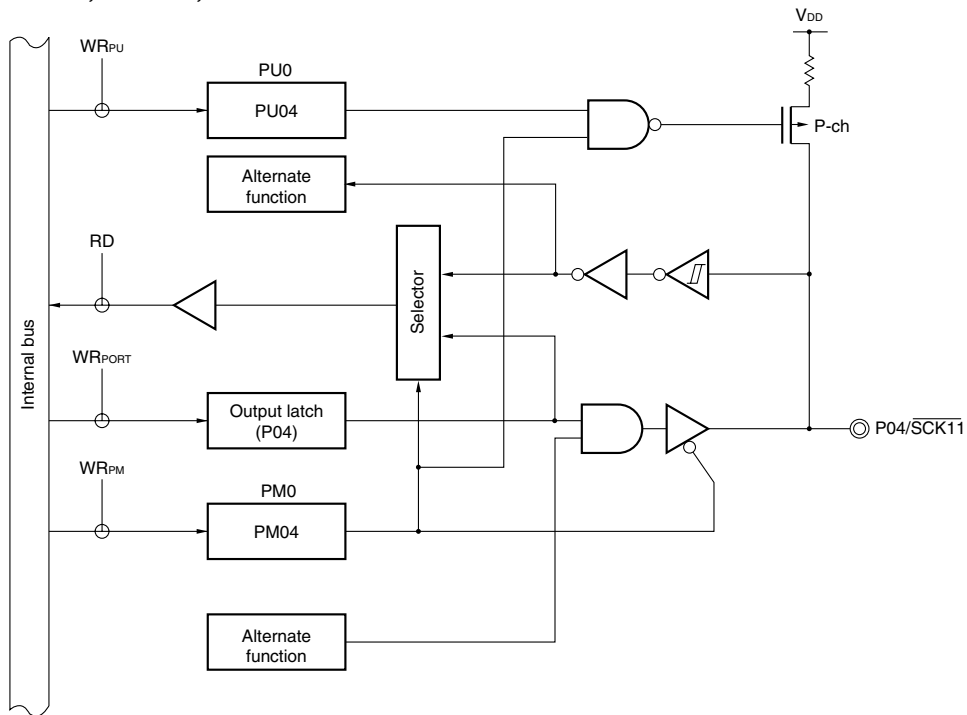 VDD
WRPU
PU0
PU04
P-ch
Alternate
function
RD
Selector
Internal bus
WRPORT
Output latch
(P04)
P04/SCK11
WRPM
PM0
PM04
Alternate
function